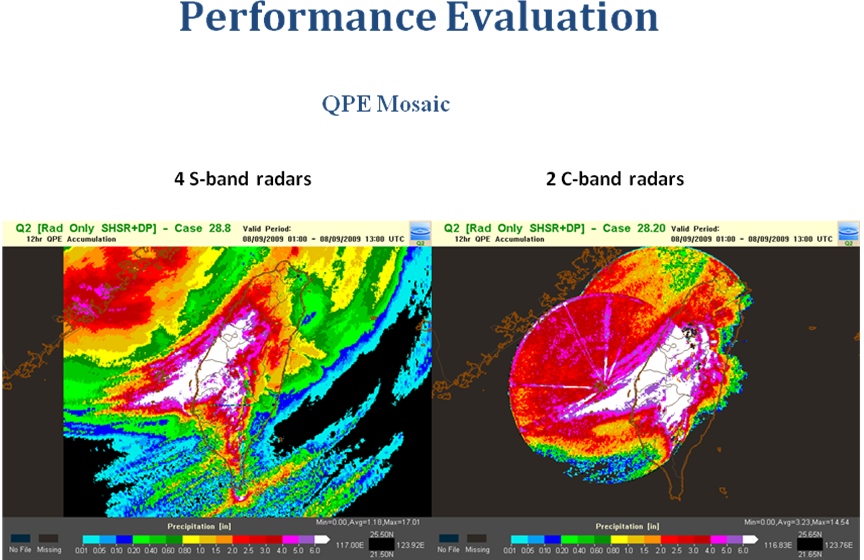 Performance Evaluation
QPE Mosaic
4 S-band radars
2 C-band radars
Q2 [Rad Only SHSR+DP] - Case 28.8
Valid Period:
12hr QPE Accumulation
08/09/2009 01:00 - 08/09/2009 13:00 UTC
Q2
Q2 [Rad Only SHSR+DP] - Case 28.20
Valid Period:
12hr QPE Accumulation
08/09/2009 01:00 - 08/09/2009 13:00 UTC
Q2
Precipitation [in]
Min=0.00,Avg=1.18,Max=17.01
No File Missing
0.01 0.05 0.10 0.20 0.40 0.60 0.80 1.0 1.5 2.0 2.5 3.0 4.0 5.0 6.0
25.50N
117.00E 123.92E
21.50N
Precipitation [in]
Min=0.00,Avg=3.23,Max=14.54
No File Missing
0.01 0.05 0.10 0.20 0.40 0.60 0.80 1.0 1.5 2.0 2.5 3.0 4.0 5.0 6.0
25.65N
116.83E 123.76E
21.65N